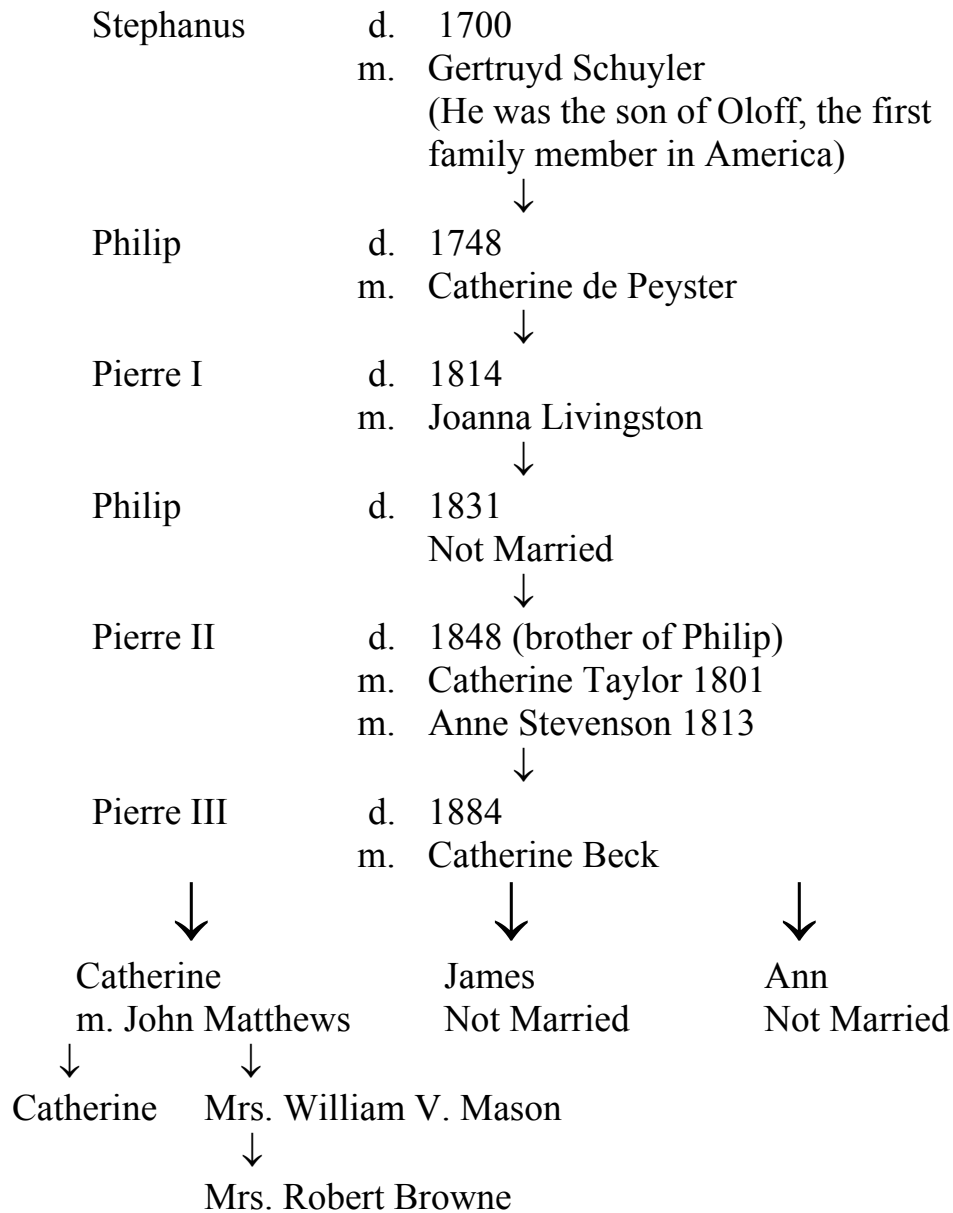 Stephanus d. 1700
m. Gertruyd Schuyler
(He was the son of Oloff, the first
family member in America)
↓
Philip d. 1748
m. Catherine de Peyster
↓
Pierre I d. 1814
m. Joanna Livingston
↓
Philip d. 1831
Not Married
↓
Pierre II d. 1848 (brother of Philip)
m. Catherine Taylor 1801
m. Anne Stevenson 1813
↓
Pierre III d. 1884
m. Catherine Beck
↓ ↓ ↓
Catherine James Ann
m. John Matthews Not Married Not Married
↓ ↓
Catherine Mrs. William V. Mason
↓
Mrs. Robert Browne